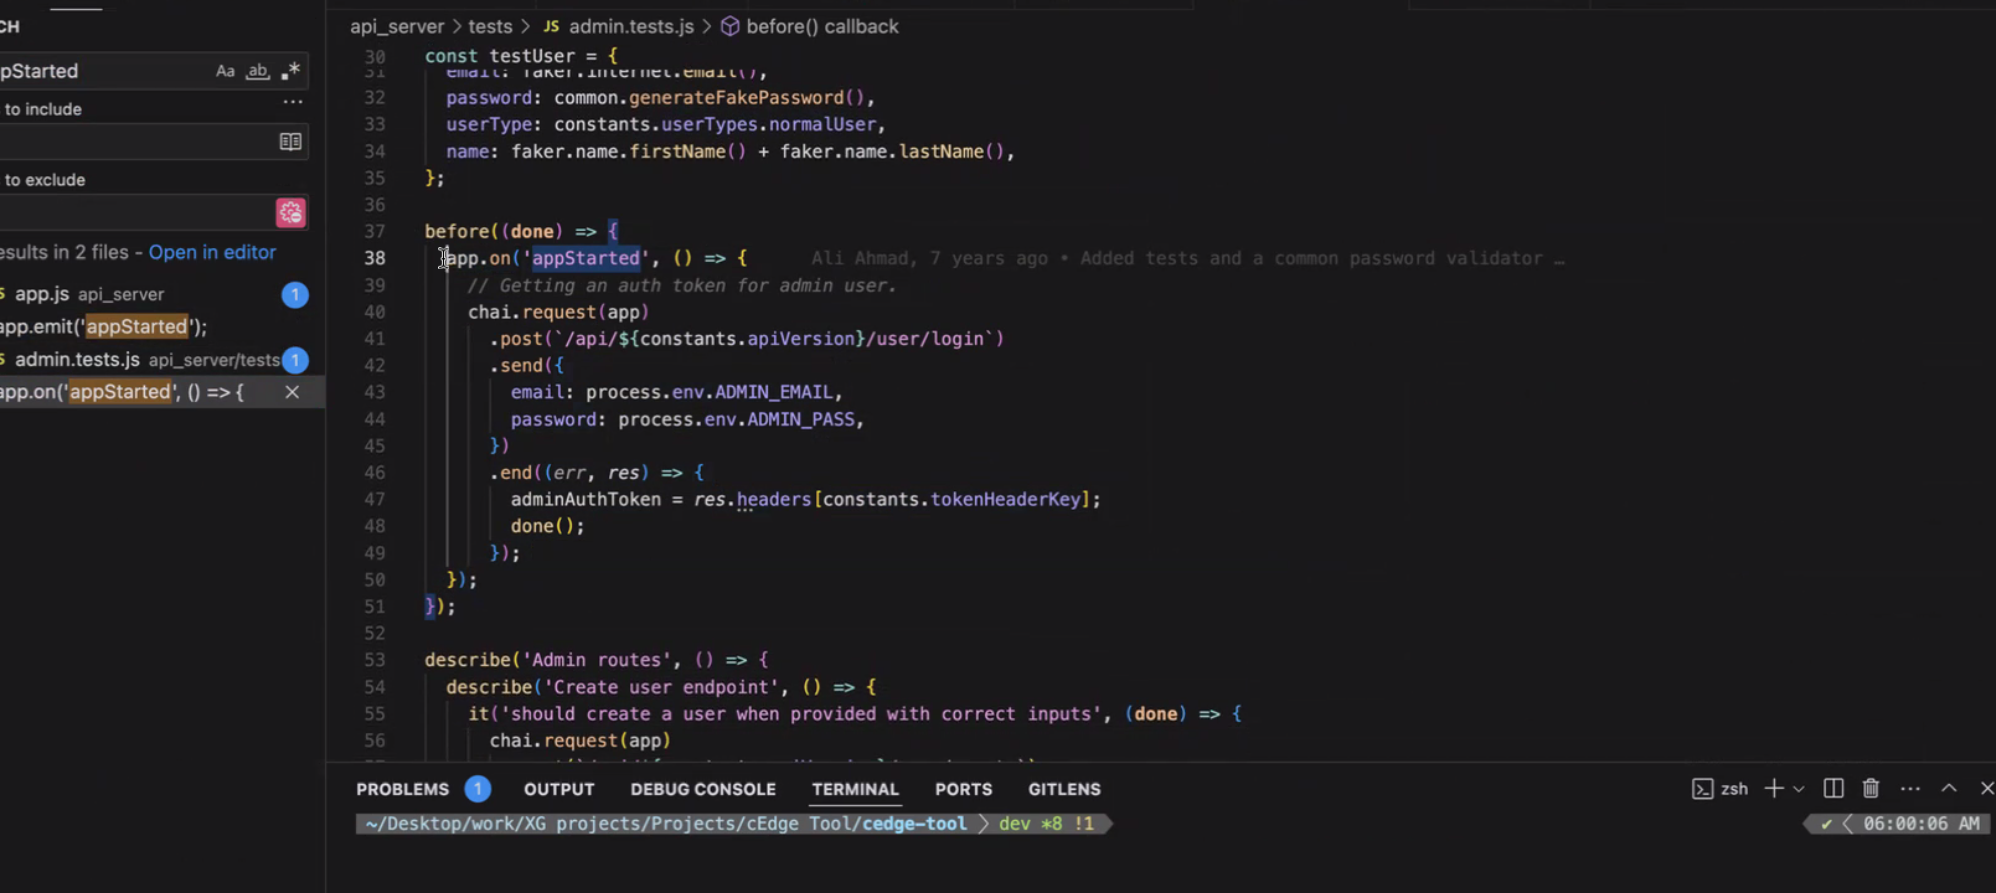 CH
pStarted
Aa ab .*
to include
...
to exclude
esults in 2 files - Open in editor
app.js api_server 1
app.emit('appStarted');
admin.tests.js api_server/tests 1
app.on('appStarted', () => {
api_server > tests > JS admin.tests.js > before() callback
30 const testUser = {
31 email: faker.internet.email(),
32 password: common.generateFakePassword(),
33 userType: constants.userTypes.normalUser,
34 name: faker.name.firstName() + faker.name.lastName(),
35 };
36
37 before((done) => {
38 app.on('appStarted', () => { Ali Ahmad, 7 years ago • Added tests and a common password validator …
39 // Getting an auth token for admin user.
40 chai.request(app)
41 .post(`/api/${constants.apiVersion}/user/login`)
42 .send({
43 email: process.env.ADMIN_EMAIL,
44 password: process.env.ADMIN_PASS,
45 })
46 .end((err, res) => {
47 adminAuthToken = res.headers[constants.tokenHeaderKey];
48 done();
49 });
50 });
51 });
52
53 describe('Admin routes', () => {
54 describe('Create user endpoint', () => {
55 it('should create a user when provided with correct inputs', (done) => {
56 chai.request(app)
PROBLEMS 1 OUTPUT DEBUG CONSOLE TERMINAL PORTS GITLENS zsh
~/Desktop/work/XG projects/Projects/cEdge Tool/cedge-tool dev *8 !1 ✔ 06:00:06 AM